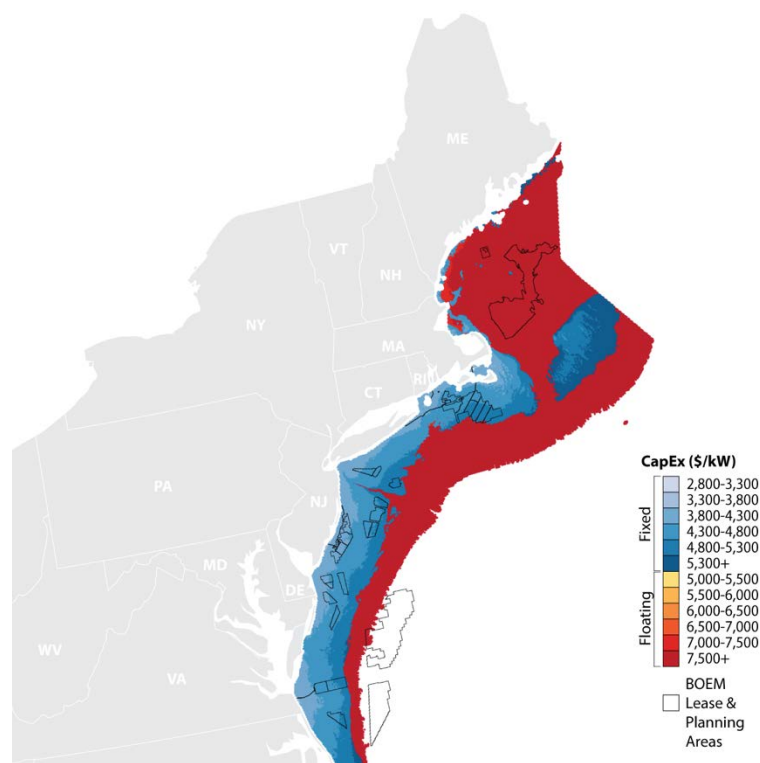 ME
VT
NH
NY
MA
CT
RI
PA
NJ
MD
DE
WV
VA
CapEx ($/kW)
Fixed
2,800-3,300
3,300-3,800
3,800-4,300
4,300-4,800
4,800-5,300
5,300+
Floating
5,000-5,500
5,500-6,000
6,000-6,500
6,500-7,000
7,000-7,500
7,500+
BOEM
Lease &
Planning
Areas